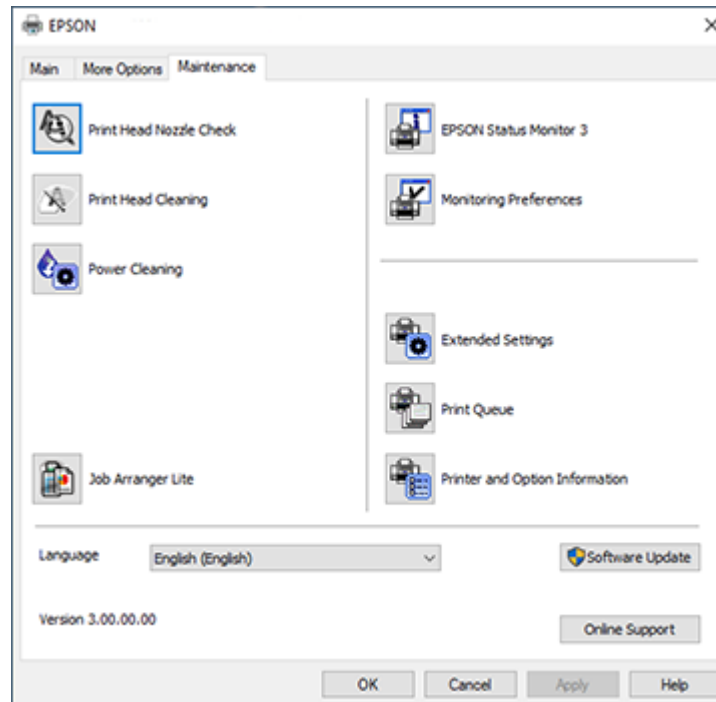 EPSON
Main More Options Maintenance
Print Head Nozzle Check
Print Head Cleaning
Power Cleaning
Job Arranger Lite
EPSON Status Monitor 3
Monitoring Preferences
Extended Settings
Print Queue
Printer and Option Information
Language English (English) Software Update
Version 3.00.00.00
Online Support
OK Cancel Apply Help